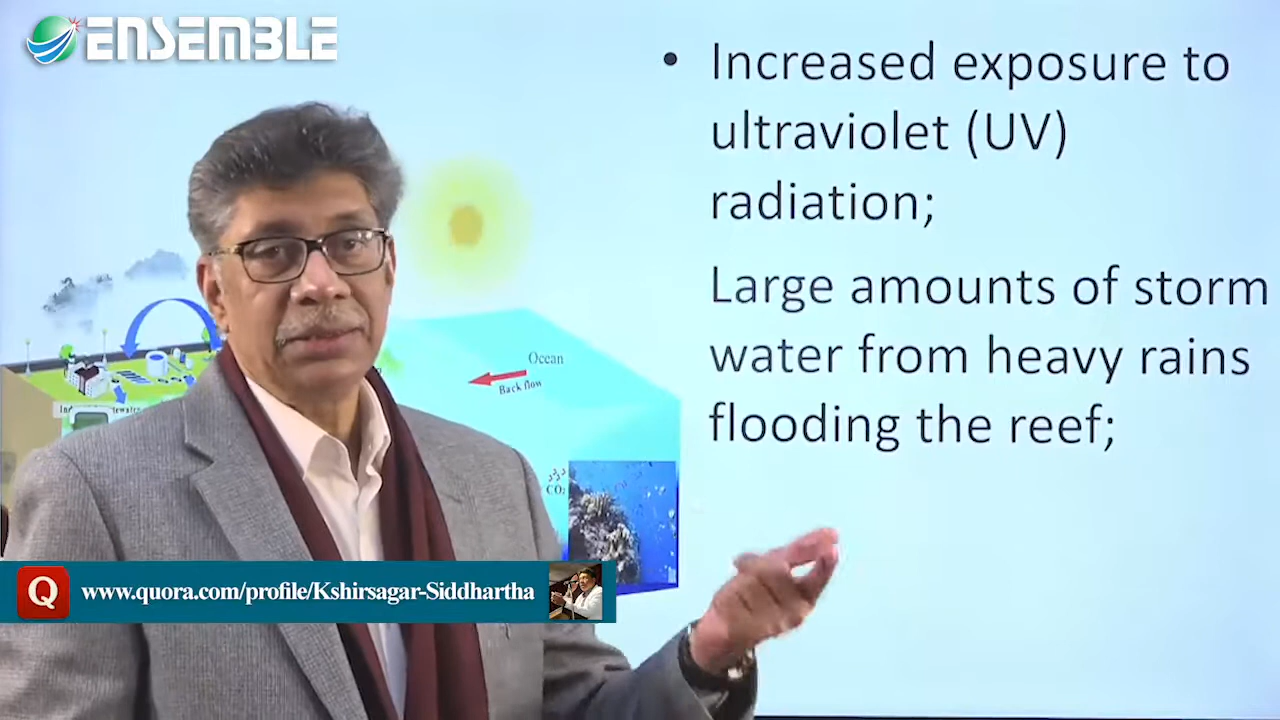 ENSEMBLE
• Increased exposure to
ultraviolet (UV)
radiation;
Large amounts of storm
water from heavy rains
flooding the reef;
Ocean
Back flow
CO₂
Q www.quora.com/profile/Kshirsagar-Siddhartha